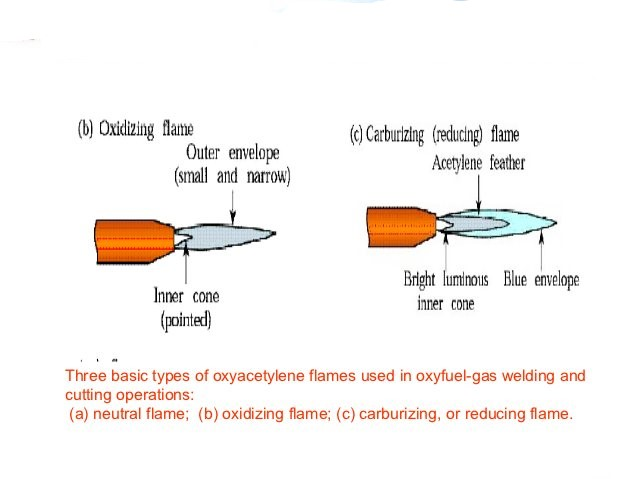 (b) Oxidizing flame
Outer envelope
(small and narrow)
Inner cone
(pointed)
(c) Carburizing (reducing) flame
Acetylene feather
Bright luminous
inner cone
Blue envelope
Three basic types of oxyacetylene flames used in oxyfuel-gas welding and
cutting operations:
(a) neutral flame; (b) oxidizing flame; (c) carburizing, or reducing flame.